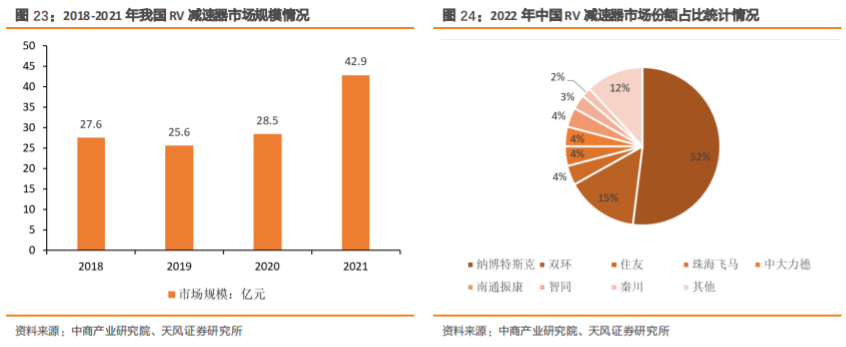 图 23：2018-2021 年我国 RV 减速器市场规模情况
50
45
40
35
30
25
20
15
10
5
0
27.6
25.6
28.5
42.9
2018
2019
2020
2021
市场规模：亿元
资料来源：中商产业研究院、天风证券研究所
图 24：2022 年中国 RV 减速器市场份额占比统计情况
2%
3%
4%
4%
4%
4%
15%
12%
52%
纳博特斯克
双环
住友
珠海飞马
中大力德
南通振康
智同
秦川
其他
资料来源：中商产业研究院、天风证券研究所